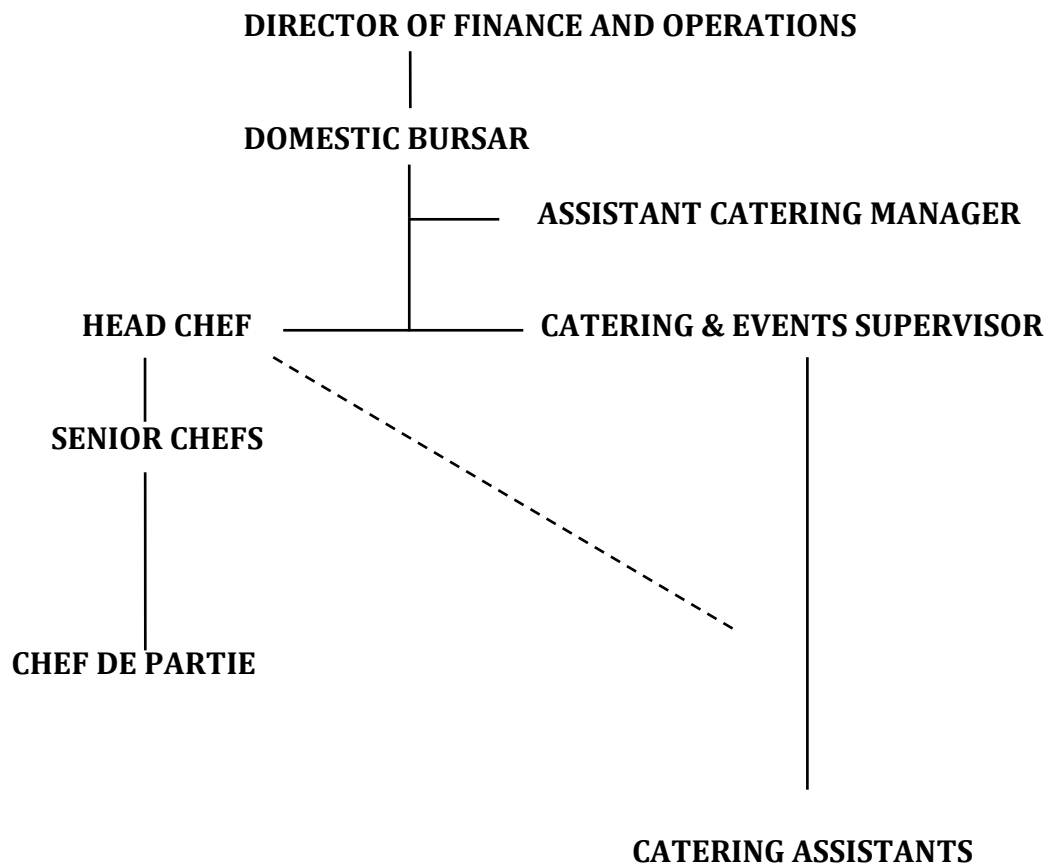 DIRECTOR OF FINANCE AND OPERATIONS
DOMESTIC BURSAR
ASSISTANT CATERING MANAGER
HEAD CHEF
CATERING & EVENTS SUPERVISOR
SENIOR CHEFS
CHEF DE PARTIE
CATERING ASSISTANTS